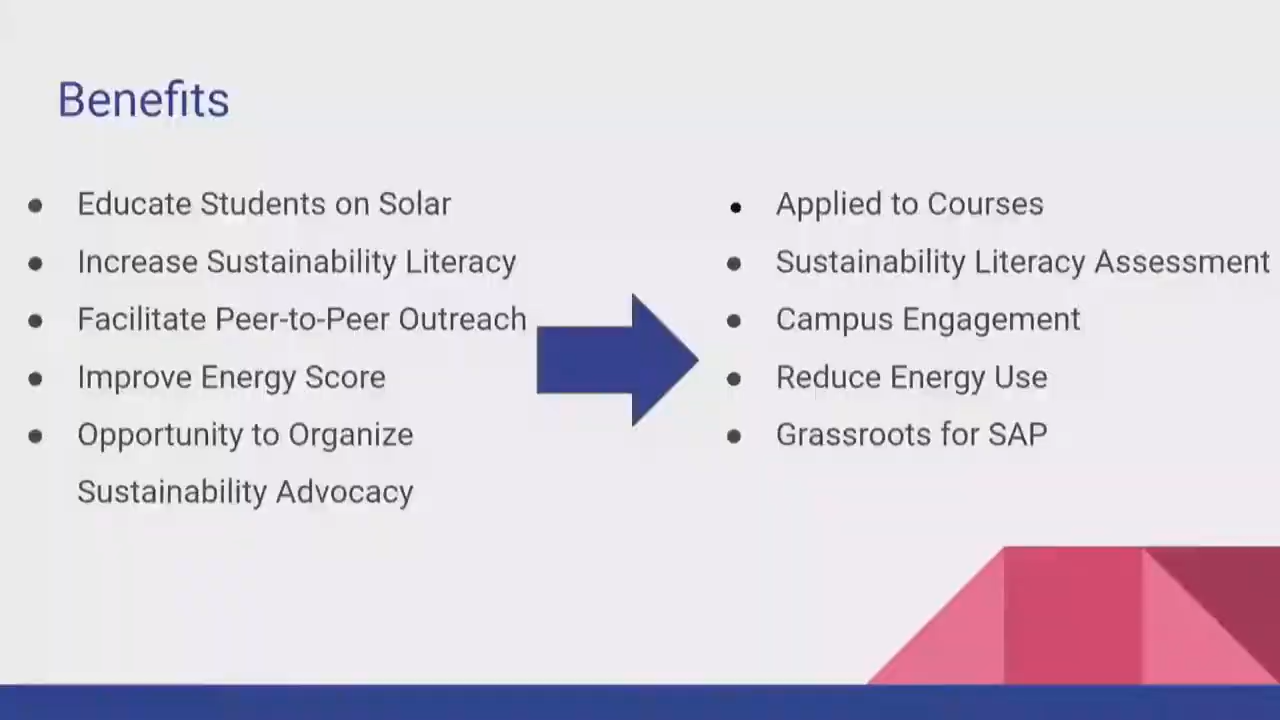 Benefits
Educate Students on Solar
Increase Sustainability Literacy
Facilitate Peer-to-Peer Outreach
Improve Energy Score
Opportunity to Organize
Sustainability Advocacy
Applied to Courses
Sustainability Literacy Assessment
Campus Engagement
Reduce Energy Use
Grassroots for SAP